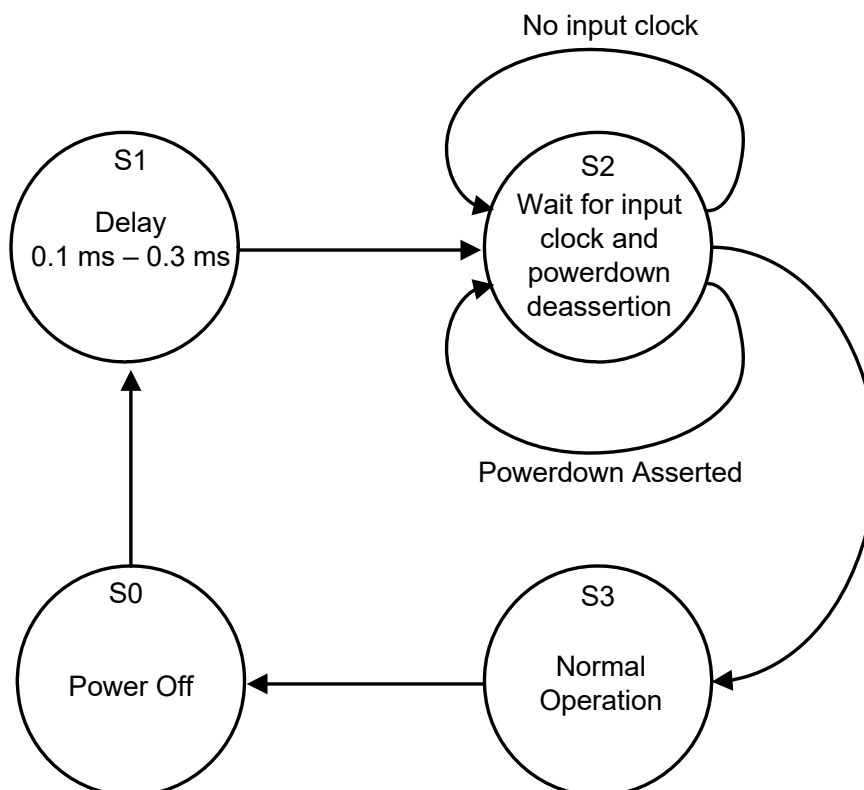 No input clock
S1
Delay
0.1 ms – 0.3 ms
S2
Wait for input
clock and
powerdown
deassertion
Powerdown Asserted
S0
Power Off
S3
Normal
Operation